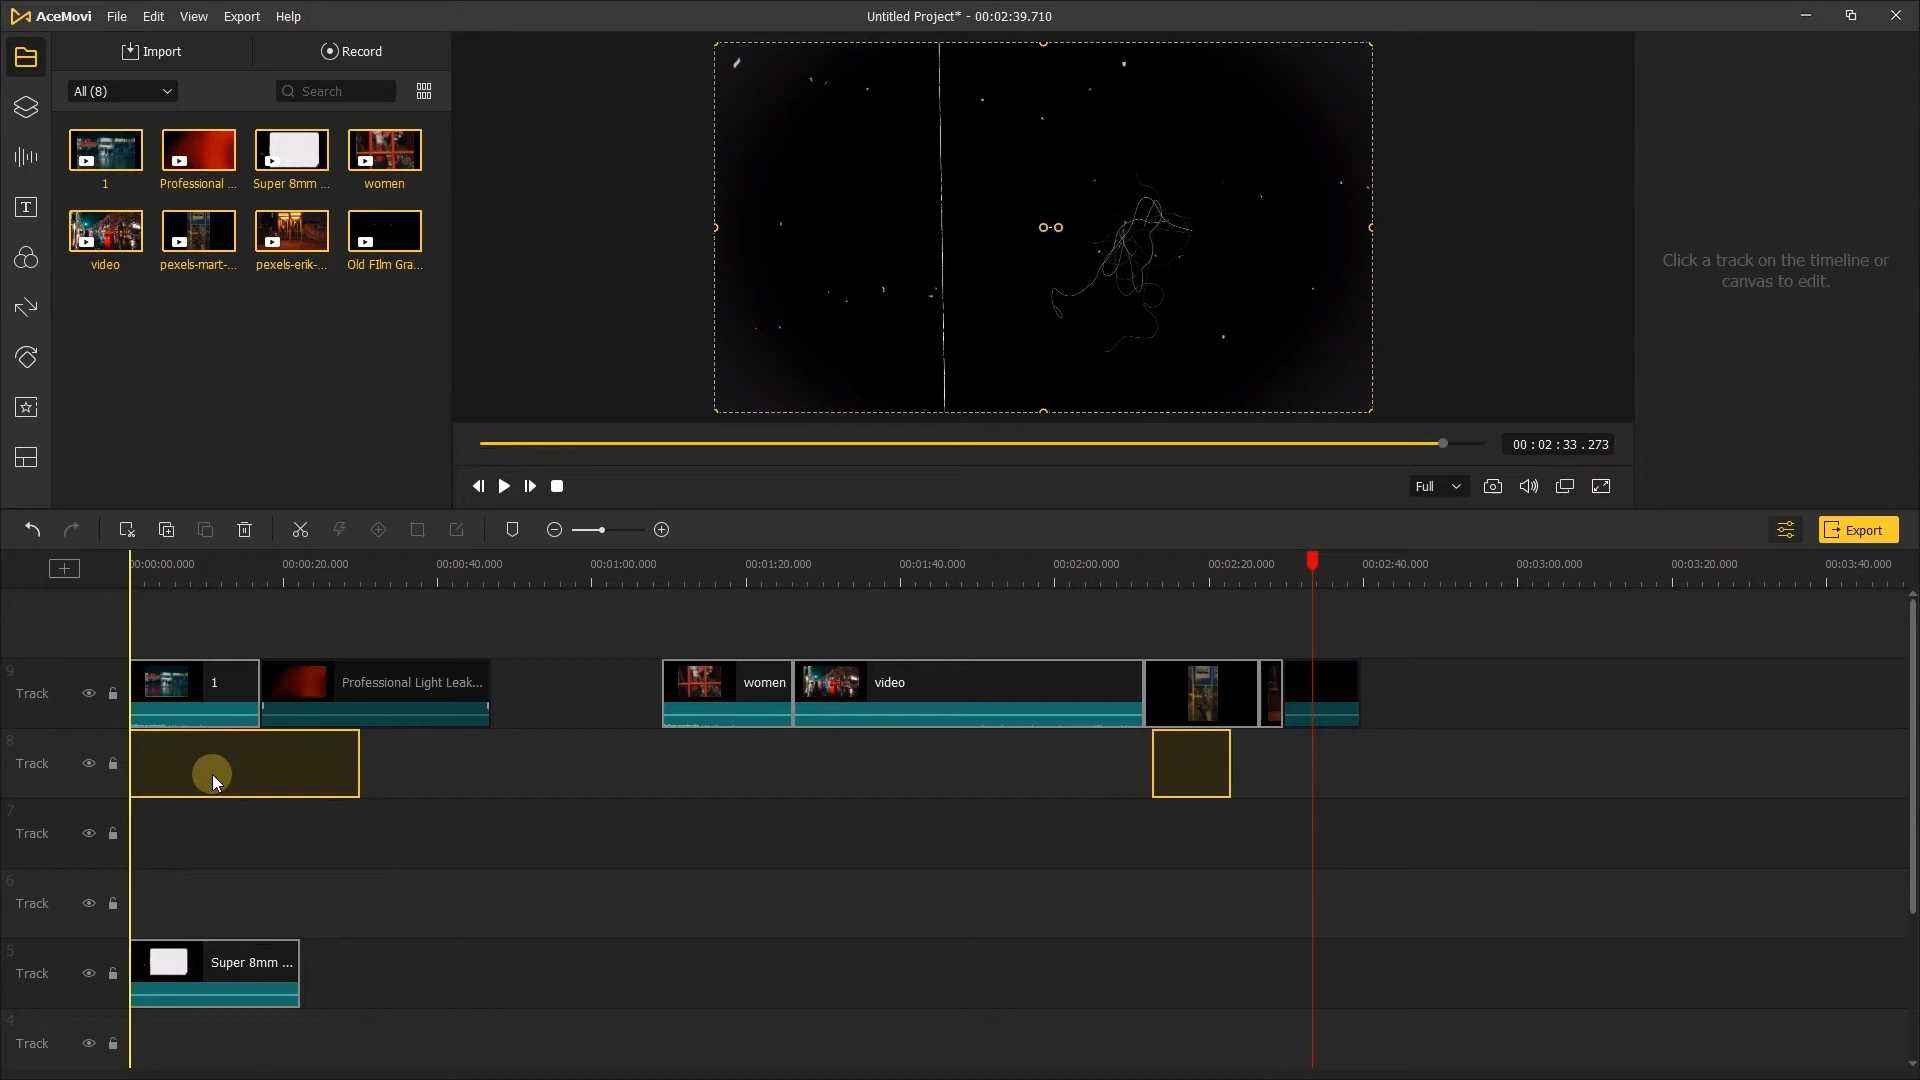 AceMovi File Edit View Export Help Untitled Project* - 00:02:39.710
Import Record
All (8) Search
1 Professional ... Super 8mm ... women
video pexels-mart-... pexels-erik-... Old FIlm Gra...
Click a track on the timeline or
canvas to edit.
00 : 02 : 33 . 273
Full
Export
00:00:00.000 00:00:20.000 00:00:40.000 00:01:00.000 00:01:20.000 00:01:40.000 00:02:00.000 00:02:20.000 00:02:40.000 00:03:00.000 00:03:20.000 00:03:40.000
9
Track 1 Professional Light Leak... women video
8
Track
7
Track
6
Track
5
Track Super 8mm ...
4
Track